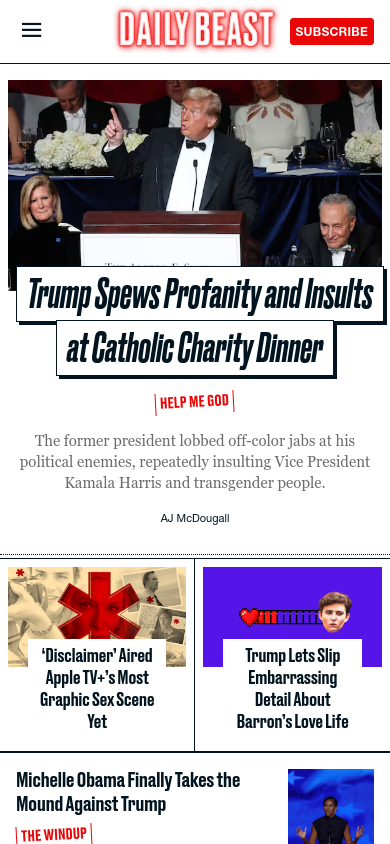 DAILY BEAST
SUBSCRIBE
Trump Spews Profanity and Insults
at Catholic Charity Dinner
HELP ME GOD
The former president lobbed off-color jabs at his
political enemies, repeatedly insulting Vice President
Kamala Harris and transgender people.
AJ McDougall
‘Disclaimer’ Aired
Apple TV+’s Most
Graphic Sex Scene
Yet
Trump Lets Slip
Embarrassing
Detail About
Barron’s Love Life
Michelle Obama Finally Takes the
Mound Against Trump
THE WINDUP